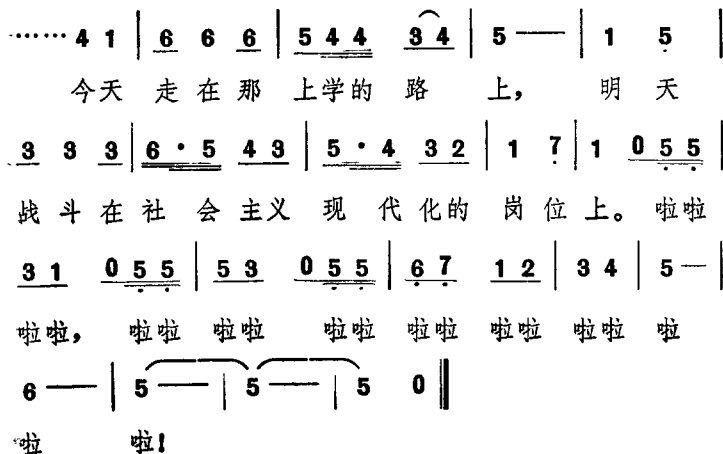 …… 4 1 | 6 6 6 | 5 4 4 3 4 | 5 — | 1 5 |
今天 走在那 上学的路 上， 明天
3 3 3 | 6 · 5 4 3 | 5 · 4 3 2 | 1 7 | 1 0 5 5 |
战斗在社会主义现代化的岗位上。啦啦
3 1 0 5 5 | 5 3 0 5 5 | 6 7 1 2 | 3 4 | 5 — |
啦啦， 啦啦 啦啦 啦啦 啦啦 啦啦 啦啦 啦
6 — | 5 — | 5 — | 5 0 ‖
啦 啦！